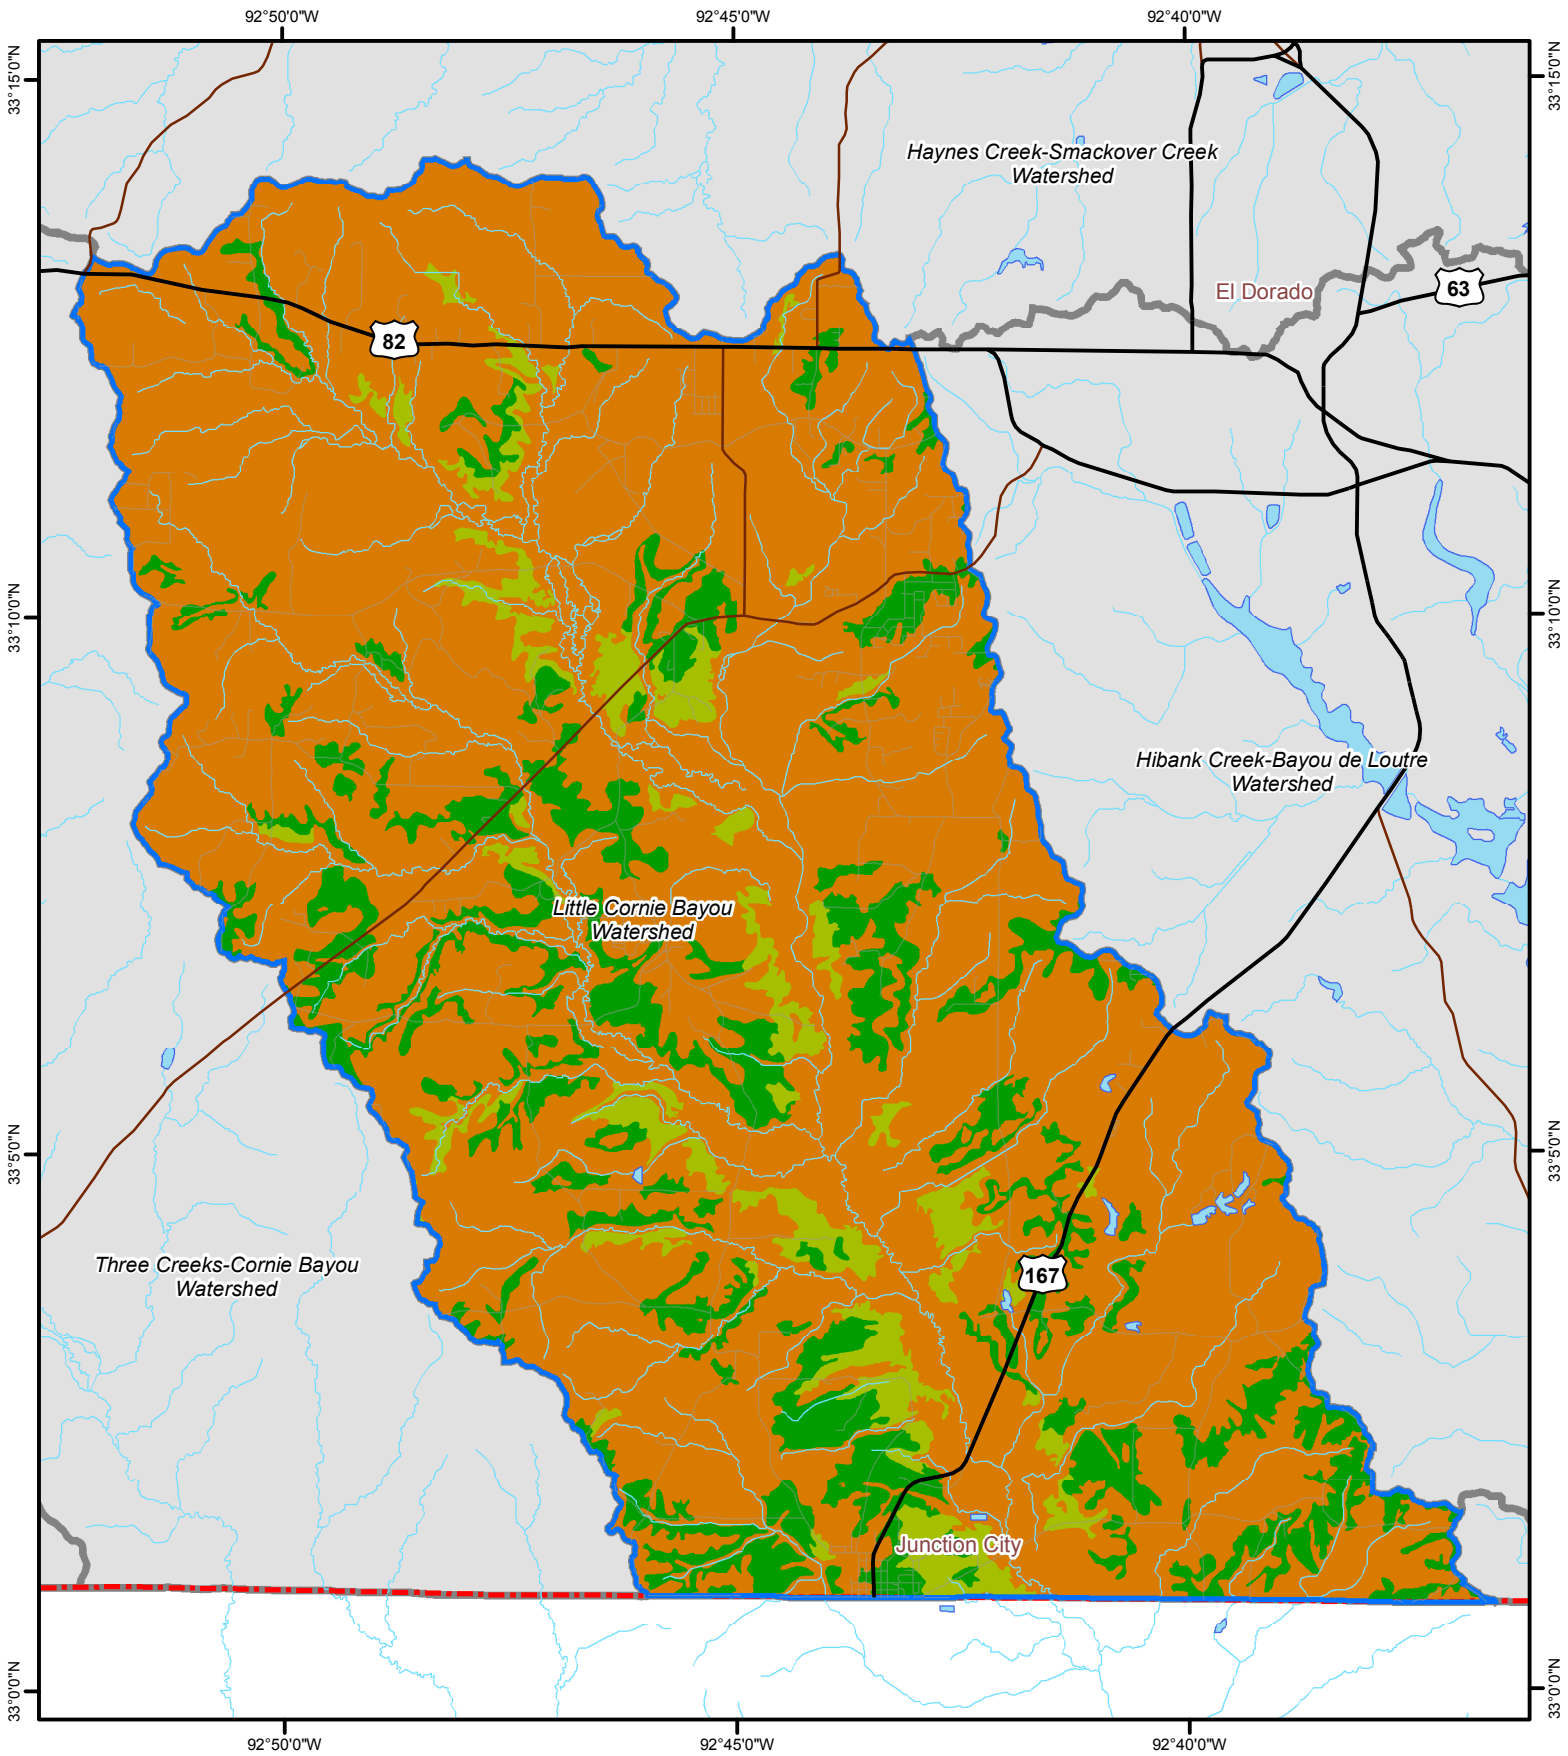 92°50'0"W
92°45'0"W
92°40'0"W
33°15'0"N
33°15'0"N
Haynes Creek-Smackover Creek
Watershed
El Dorado
63
82
33°10'0"N
33°10'0"N
Hibank Creek-Bayou de Loutre
Watershed
Little Cornie Bayou
Watershed
33°5'0"N
33°5'0"N
Three Creeks-Cornie Bayou
Watershed
167
Junction City
33°0'0"N
33°0'0"N
92°50'0"W
92°45'0"W
92°40'0"W